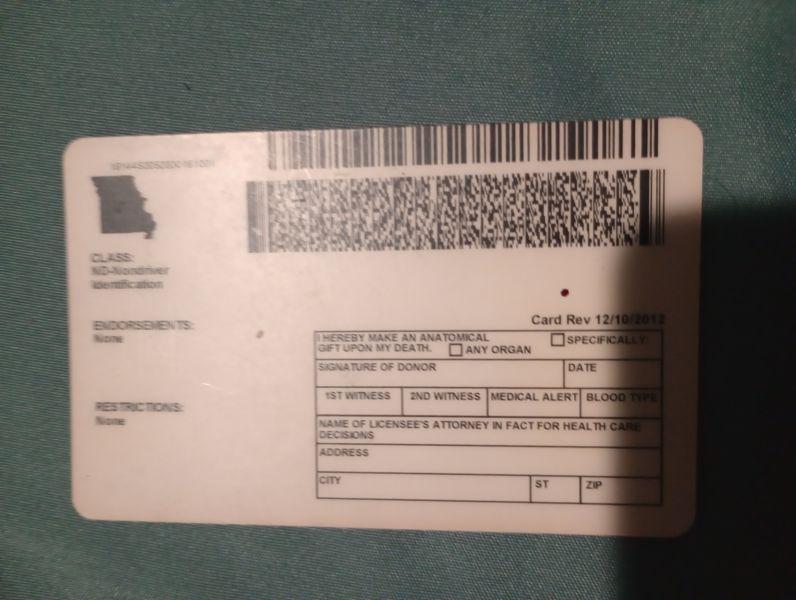 CLASS:
ND-Nondriver
Identification
ENDORSEMENTS:
None
RESTRICTIONS:
None
Card Rev 12/10/2012
I HEREBY MAKE AN ANATOMICAL
GIFT UPON MY DEATH. ANY ORGAN SPECIFICALLY:
SIGNATURE OF DONOR DATE
1ST WITNESS 2ND WITNESS MEDICAL ALERT BLOOD TYPE
NAME OF LICENSEE'S ATTORNEY IN FACT FOR HEALTH CARE
DECISIONS
ADDRESS
CITY ST ZIP